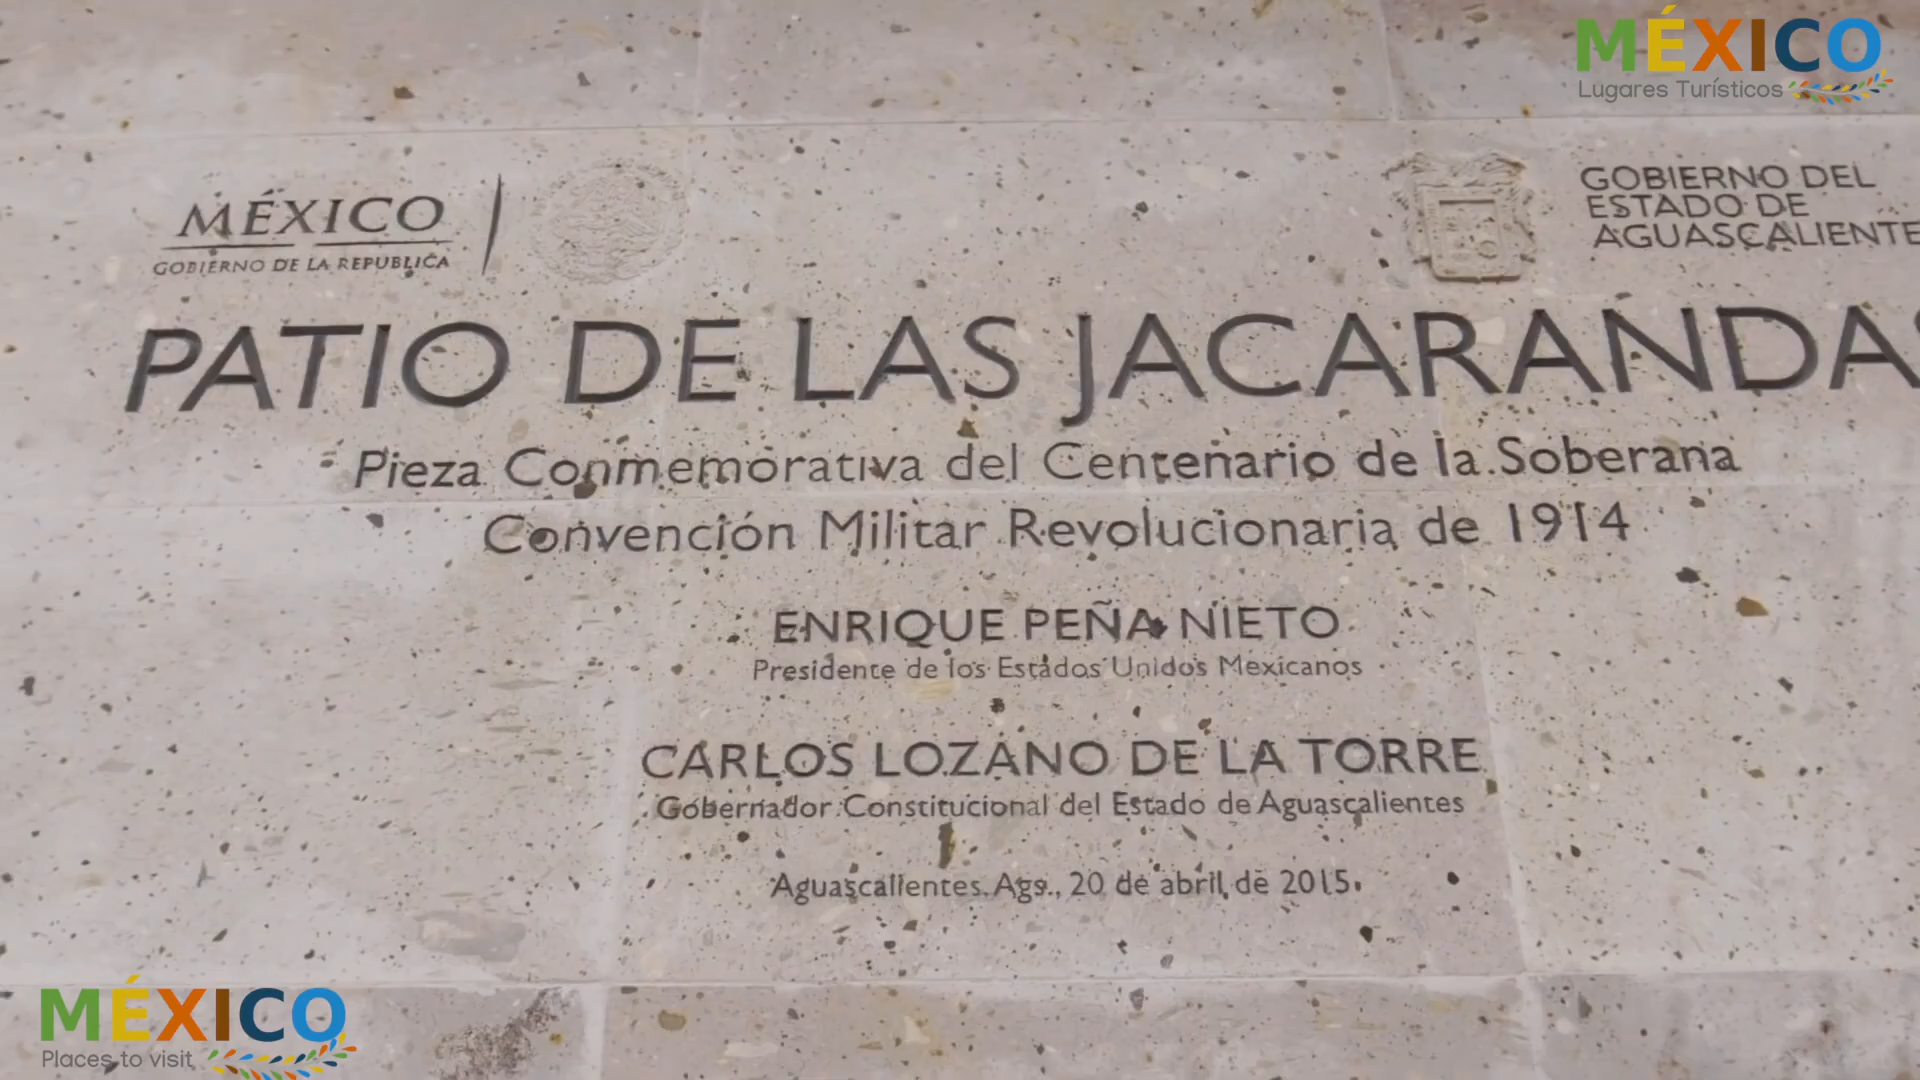 MÉXICO
Lugares Turísticos
MÉXICO
GOBIERNO DE LA REPUBLICA
GOBIERNO DEL
ESTADO DE
AGUASCALIENTE
PATIO DE LAS JACARANDAS
Pieza Conmemorativa del Centenario de la Soberana
Convención Militar Revolucionaria de 1914
ENRIQUE PEÑA NIETO
Presidente de los Estados Unidos Mexicanos
CARLOS LOZANO DE LA TORRE
Gobernador Constitucional del Estado de Aguascalientes
Aguascalientes, Ags., 20 de abril de 2015.
MÉXICO
Places to visit